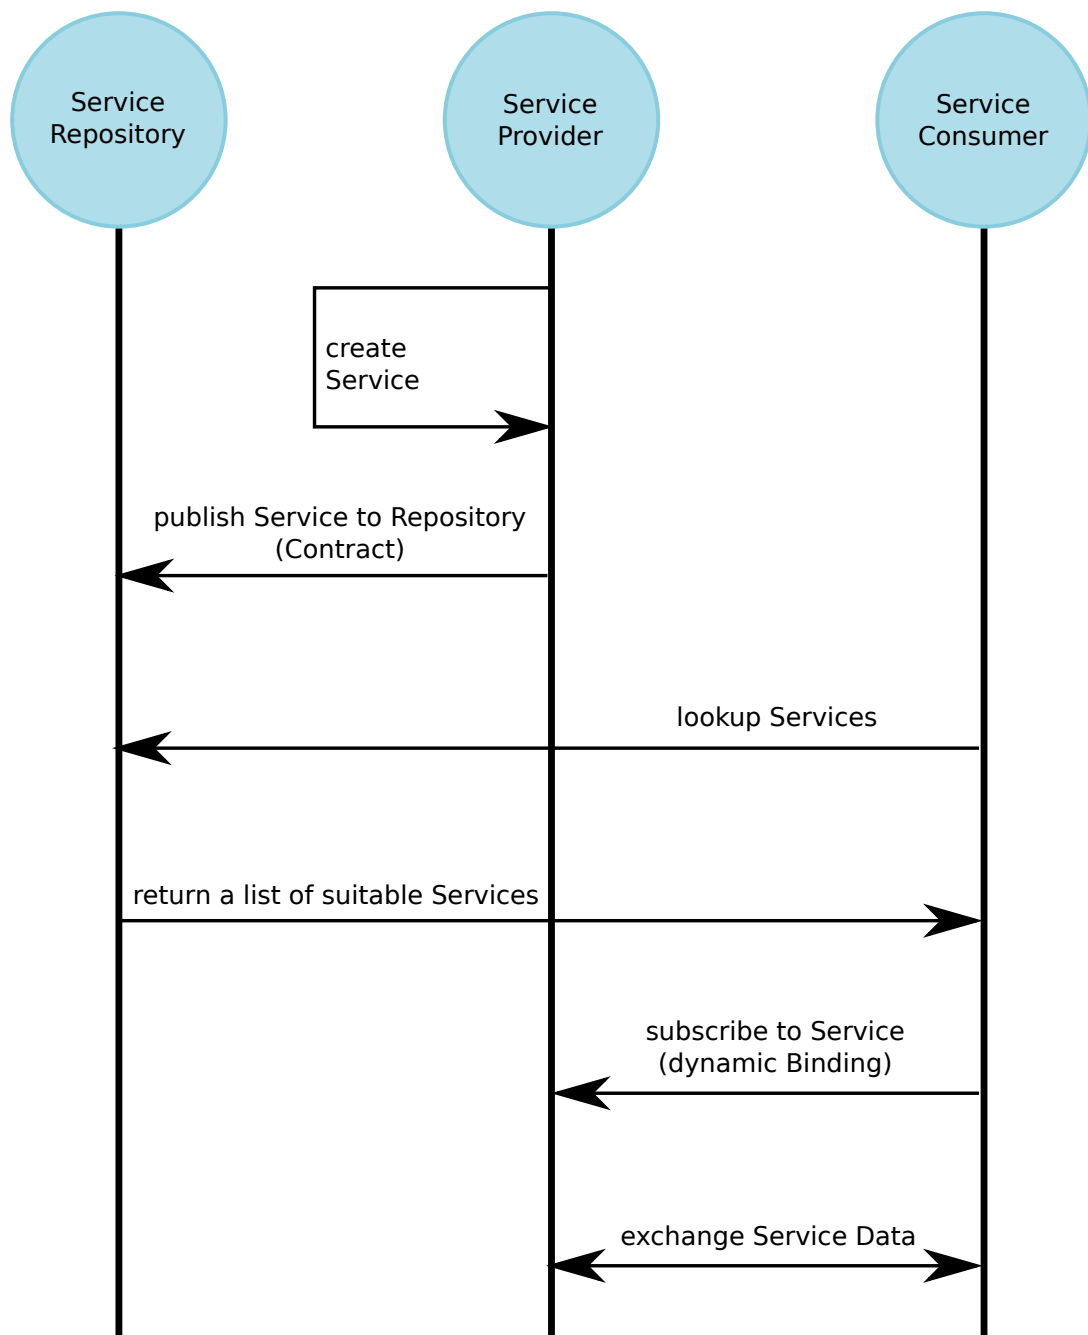 Service
Repository
Service
Provider
Service
Consumer
create
Service
publish Service to Repository
(Contract)
lookup Services
return a list of suitable Services
subscribe to Service
(dynamic Binding)
exchange Service Data